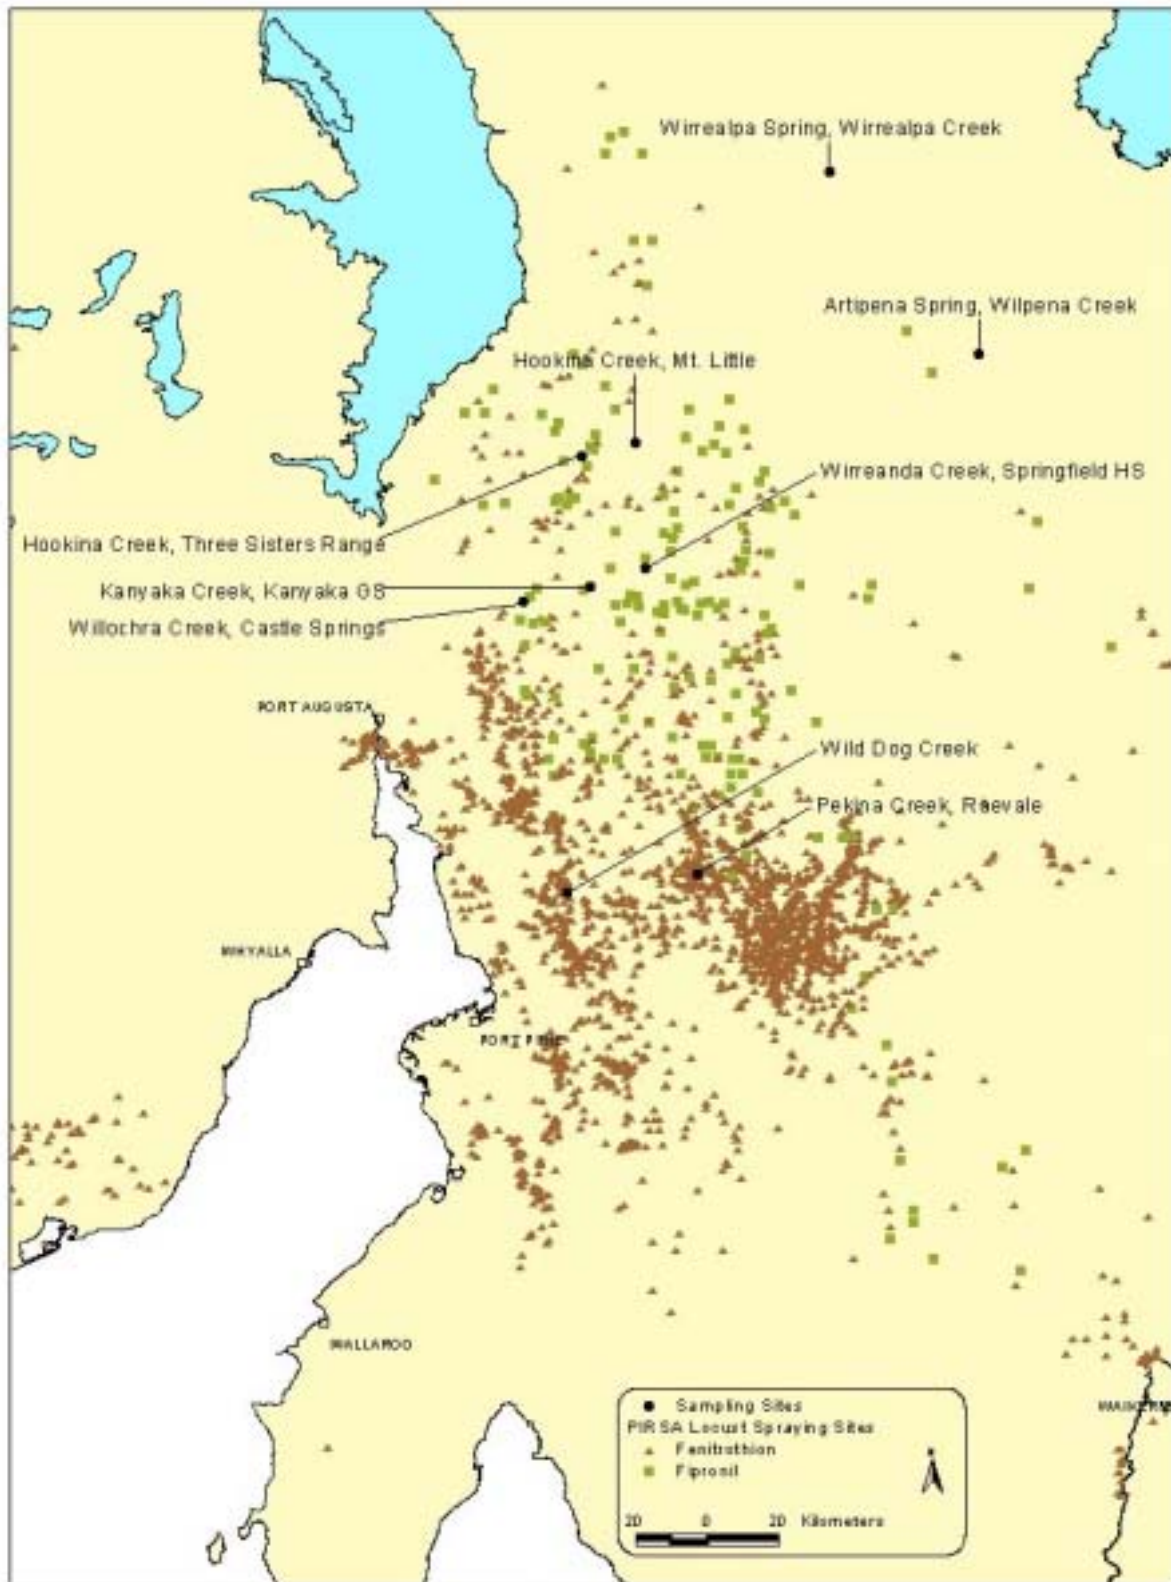 Wirrealpa Spring, Wirrealpa Creek
Artipena Spring, Wilpena Creek
Hookina Creek, Mt. Little
Wirreanda Creek, Springfield HS
Hookina Creek, Three Sisters Range
Kanyaka Creek, Kanyaka GS
Willochra Creek, Castle Springs
PORT AUGUSTA
Wild Dog Creek
Pekina Creek, Raevale
WHYALLA
PORT PIRIE
WALLAROO
Sampling Sites
PIRSA Locust Spraying Sites
Fenitrothion
Fipronil
20 0 20 Kilometers